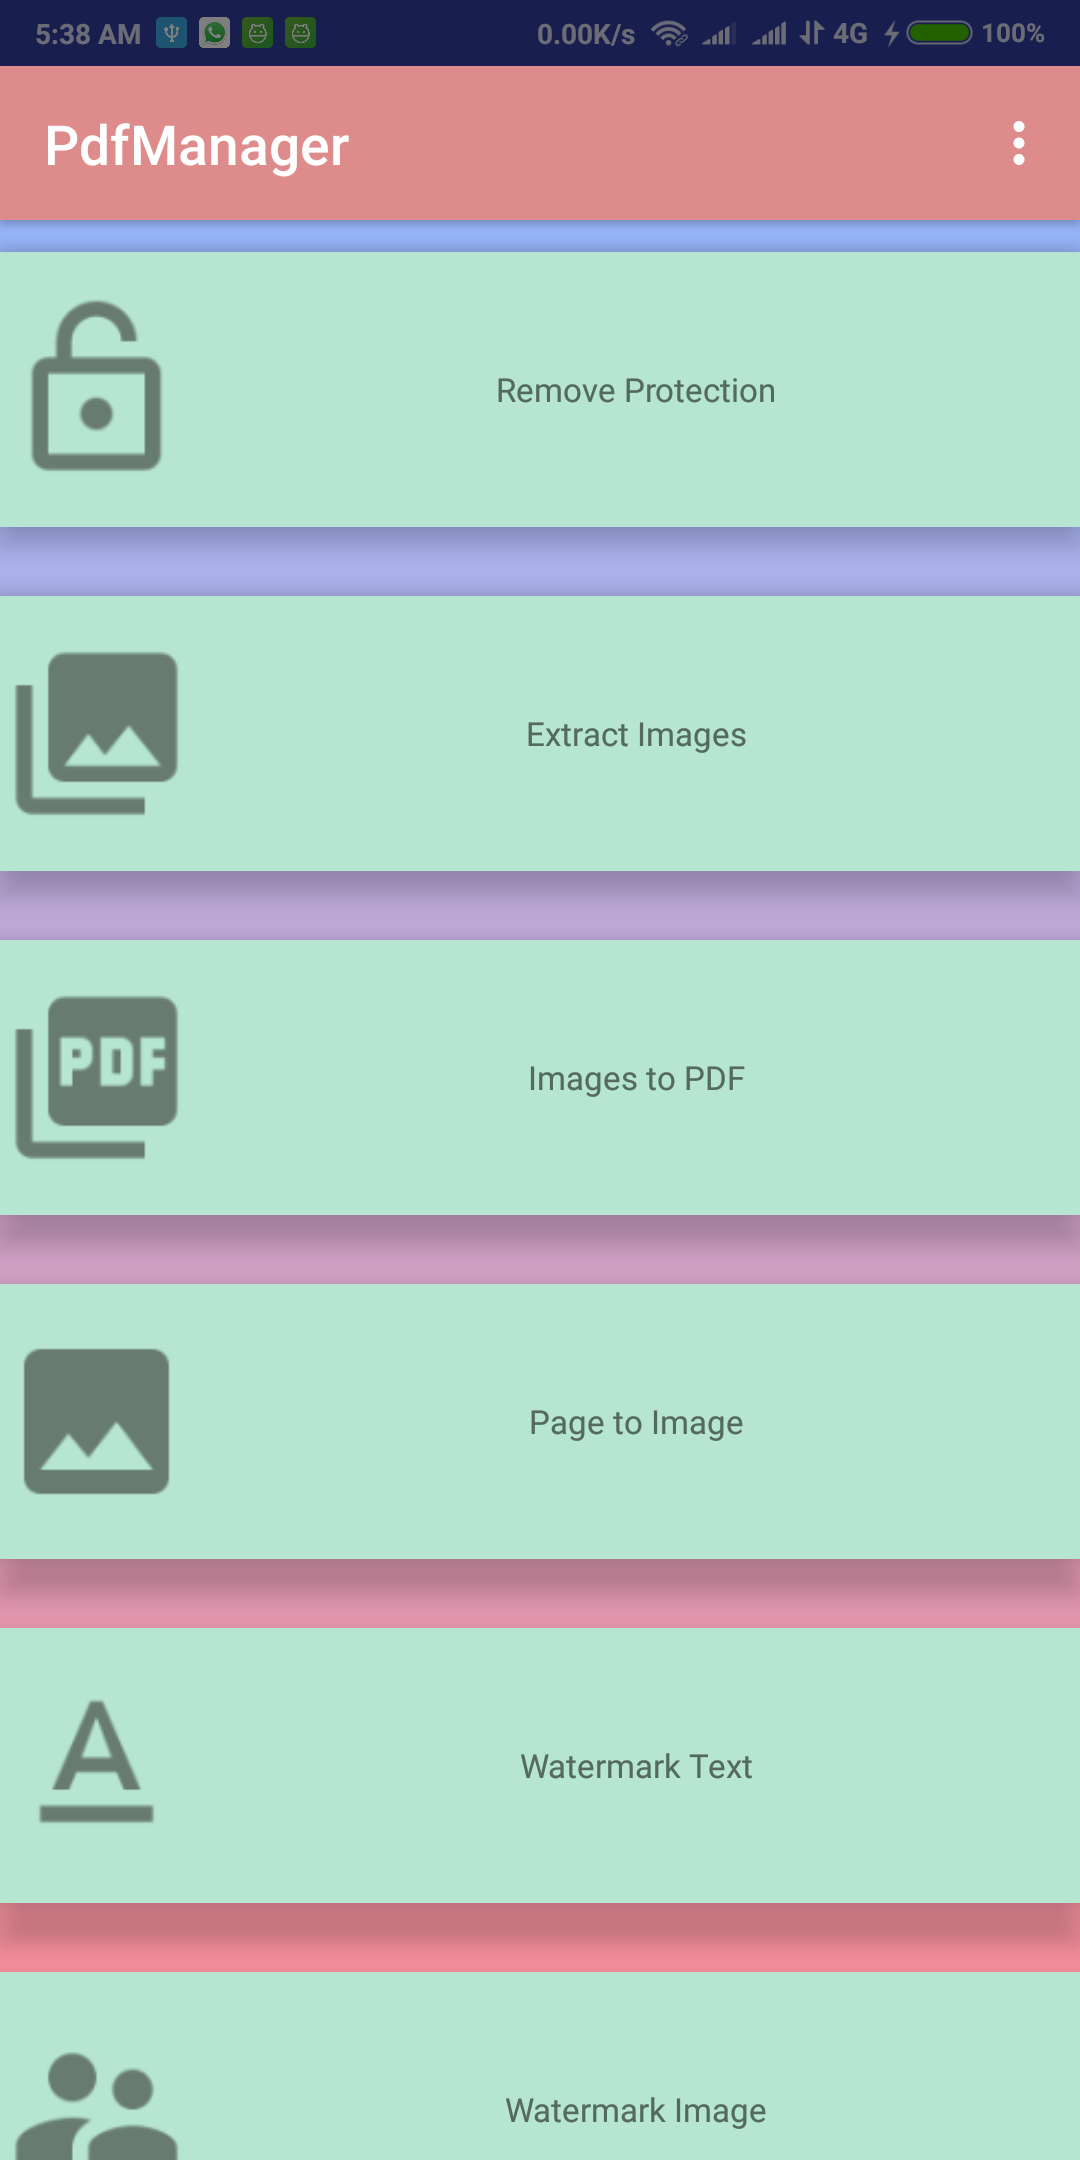 5:38 AM 0.00K/s 4G 100%
PdfManager
Remove Protection
Extract Images
PDF
Images to PDF
Page to Image
A
Watermark Text
Watermark Image